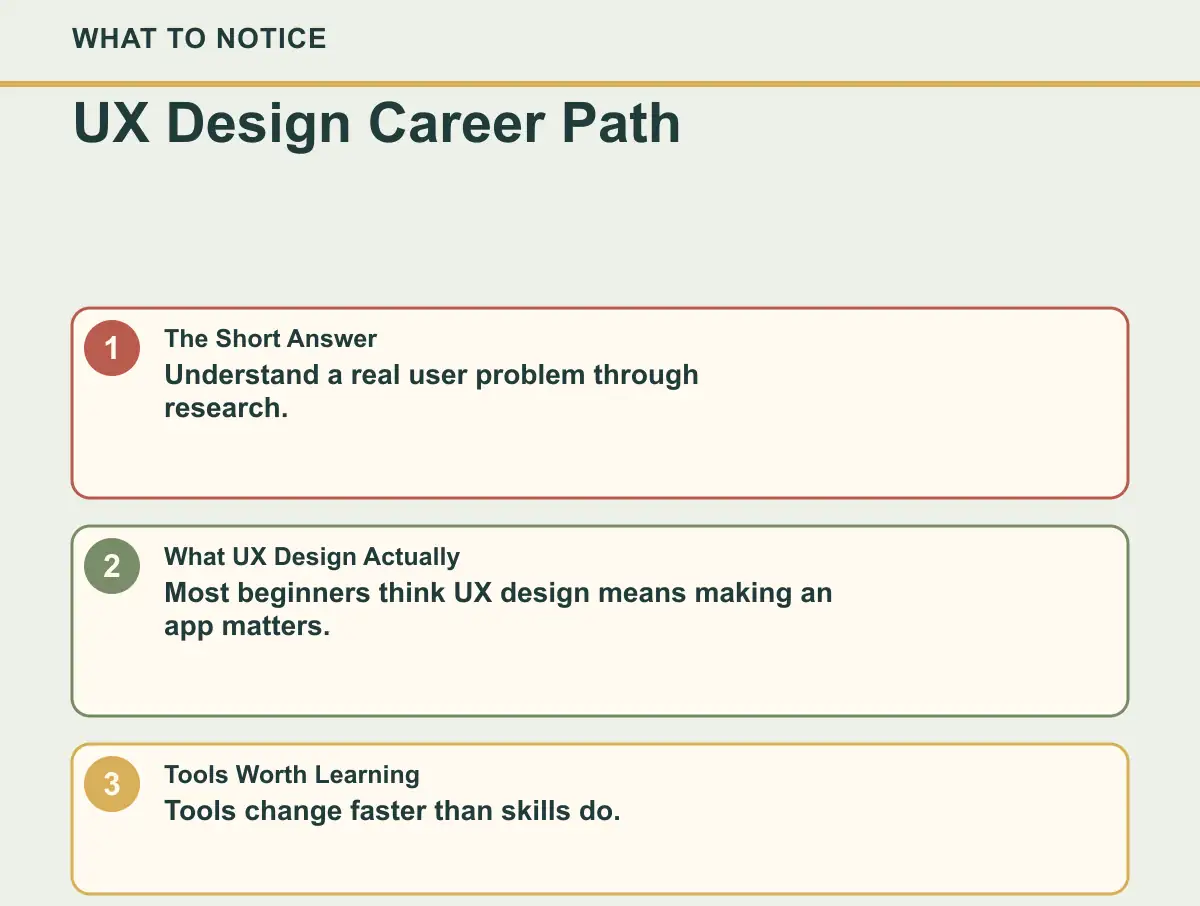 WHAT TO NOTICE
UX Design Career Path
1
The Short Answer
Understand a real user problem through
research.
2
What UX Design Actually
Most beginners think UX design means making an
app matters.
3
Tools Worth Learning
Tools change faster than skills do.